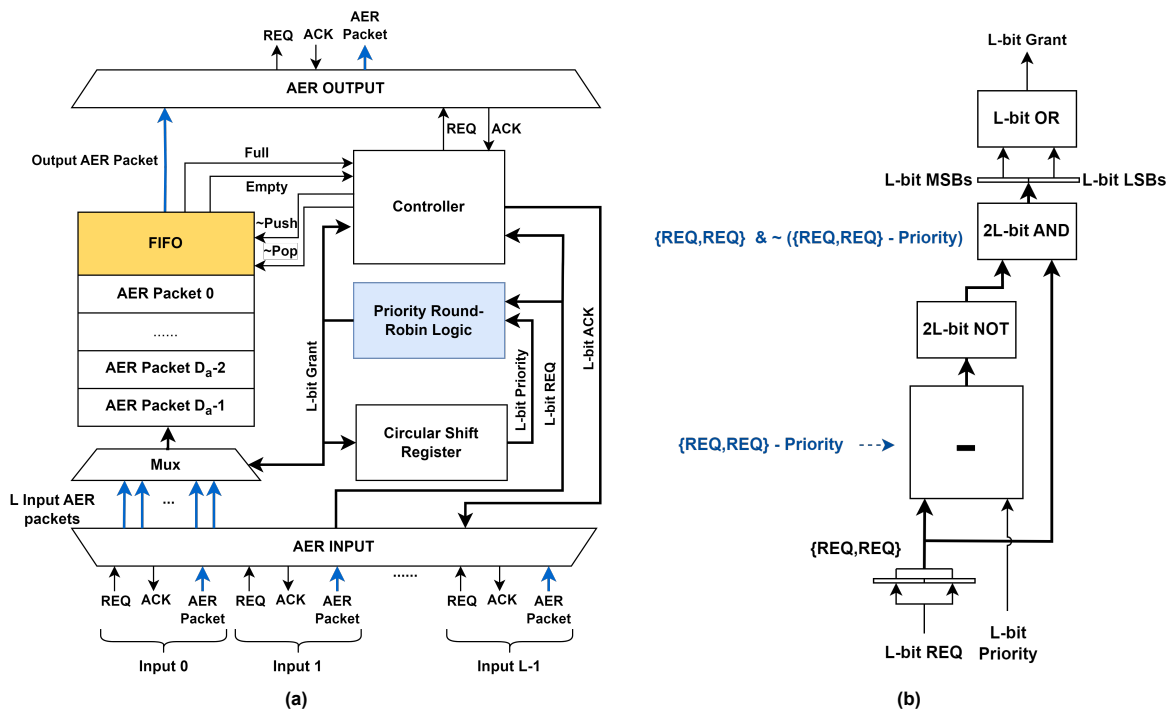 AER
Packet
REQ
ACK
AER OUTPUT
REQ
ACK
Output AER Packet
Full
Empty
~Push
~Pop
Controller
FIFO
AER Packet 0
......
AER Packet Da-2
AER Packet Da-1
Mux
...
L Input AER
packets
Priority Round-
Robin Logic
Circular Shift
Register
L-bit Grant
L-bit Priority
L-bit REQ
L-bit ACK
AER INPUT
REQ
ACK
AER
Packet
REQ
ACK
AER
Packet
......
REQ
ACK
AER
Packet
Input 0
Input 1
Input L-1
(a)
L-bit Grant
L-bit OR
L-bit MSBs
L-bit LSBs
{REQ,REQ} & ~ ({REQ,REQ} - Priority)
2L-bit AND
2L-bit NOT
{REQ,REQ} - Priority
-
{REQ,REQ}
L-bit REQ
L-bit
Priority
(b)